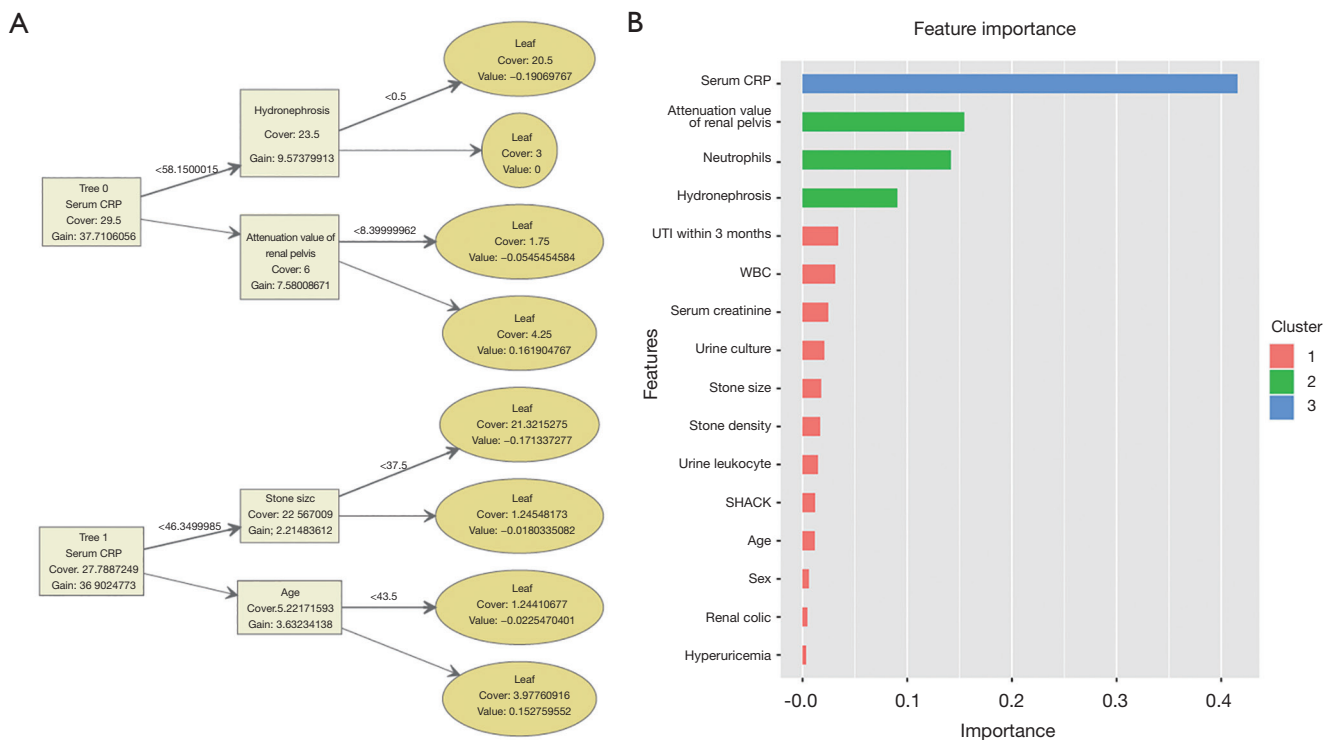 A
Tree 0
Serum CRP
Cover: 29.5
Gain: 37.7106056
<58.1500015
Hydronephrosis
Cover: 23.5
Gain: 9.57379913
<0.5
Leaf
Cover: 20.5
Value: −0.19069767
Leaf
Cover: 3
Value: 0
Attenuation value of
renal pelvis
Cover: 6
Gain: 7.58008671
<8.39999962
Leaf
Cover: 1.75
Value: −0.0545454584
Leaf
Cover: 4.25
Value: 0.161904767
Tree 1
Serum CRP
Cover. 27.7887249
Gain: 36 9024773
<46.3499985
Stone sizc
Cover: 22 567009
Gain; 2.21483612
<37.5
Leaf
Cover: 21.3215275
Value: −0.171337277
Leaf
Cover: 1.24548173
Value: −0.0180335082
Age
Cover.5.22171593
Gain: 3.63234138
<43.5
Leaf
Cover: 1.24410677
Value: −0.0225470401
Leaf
Cover: 3.97760916
Value: 0.152759552
B
Feature importance
Features
Serum CRP
Attenuation value
of renal pelvis
Neutrophils
Hydronephrosis
UTI within 3 months
WBC
Serum creatinine
Urine culture
Stone size
Stone density
Urine leukocyte
SHACK
Age
Sex
Renal colic
Hyperuricemia
-0.0
0.1
0.2
0.3
0.4
Importance
Cluster
1
2
3